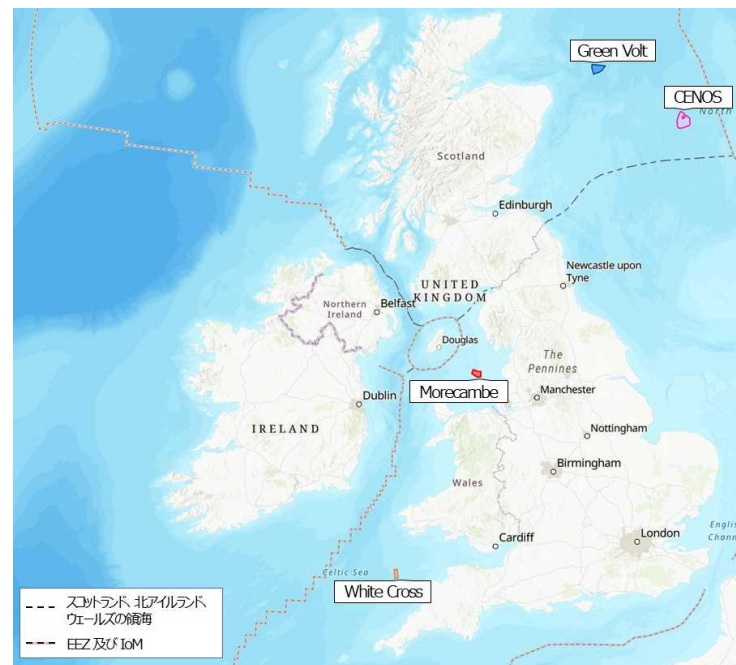 Green Volt
CENOS
North
Scotland
Edinburgh
Newcastle upon
Tyne
UNITED
KINGDOM
Northern
Ireland
Belfast
Douglas
The
Pennines
Morecambe
Manchester
Dublin
IRELAND
Nottingham
Birmingham
Wales
Cardiff
London
English
Channe
Celtic Sea
White Cross
スコットランド、北アイルランド、
ウェールズの領海
EEZ 及び IoM